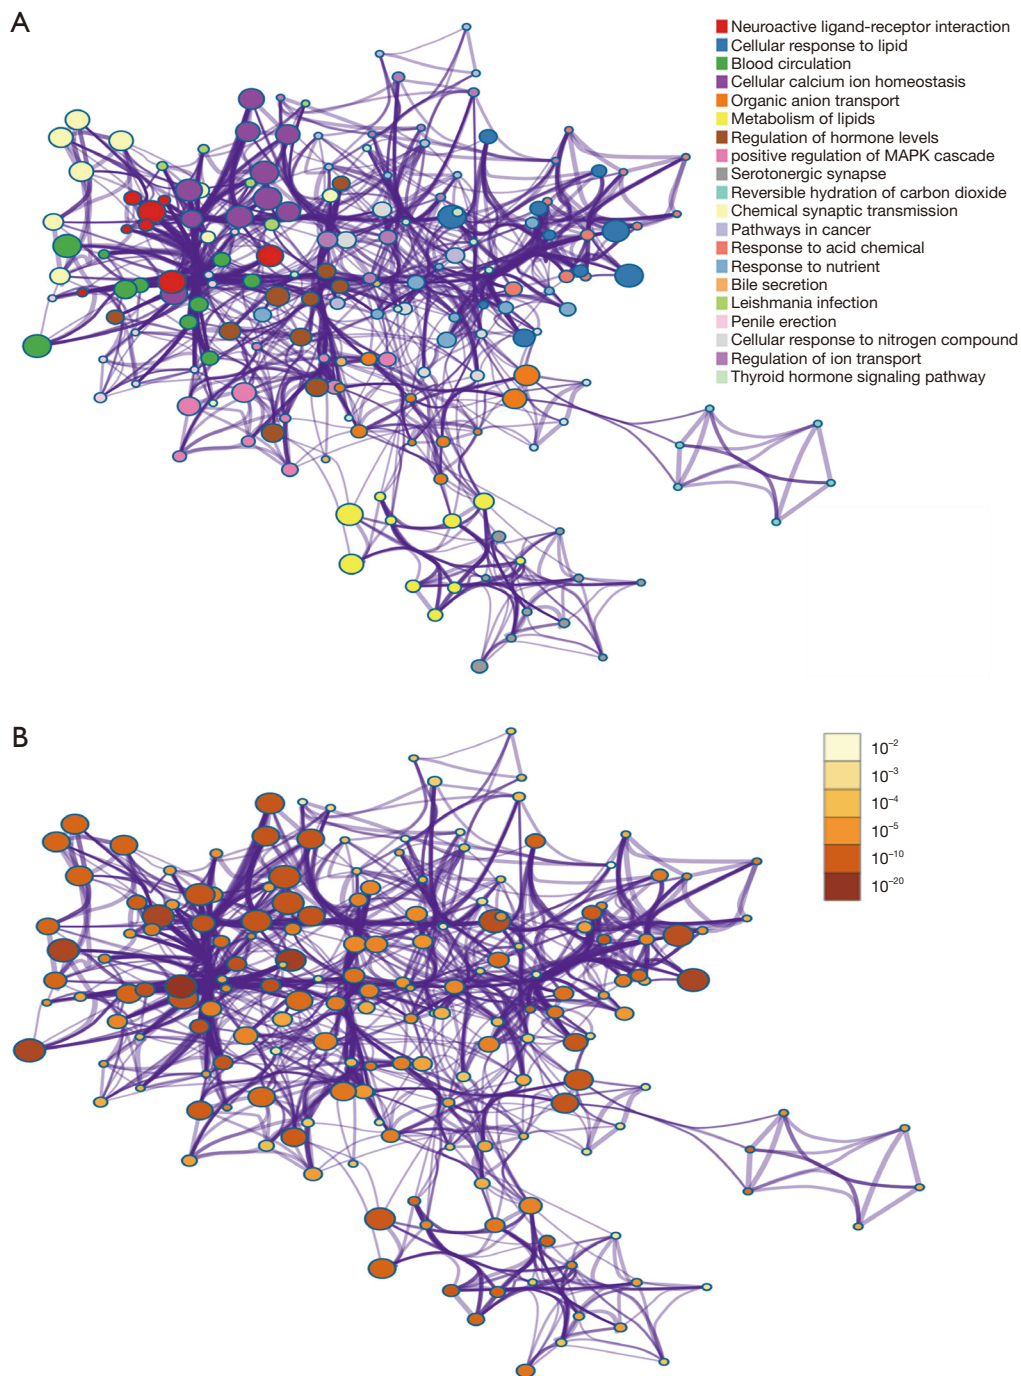 A
Neuroactive ligand-receptor interaction
Cellular response to lipid
Blood circulation
Cellular calcium ion homeostasis
Organic anion transport
Metabolism of lipids
Regulation of hormone levels
positive regulation of MAPK cascade
Serotonergic synapse
Reversible hydration of carbon dioxide
Chemical synaptic transmission
Pathways in cancer
Response to acid chemical
Response to nutrient
Bile secretion
Leishmania infection
Penile erection
Cellular response to nitrogen compound
Regulation of ion transport
Thyroid hormone signaling pathway
B
10⁻²
10⁻³
10⁻⁴
10⁻⁵
10⁻¹⁰
10⁻²⁰